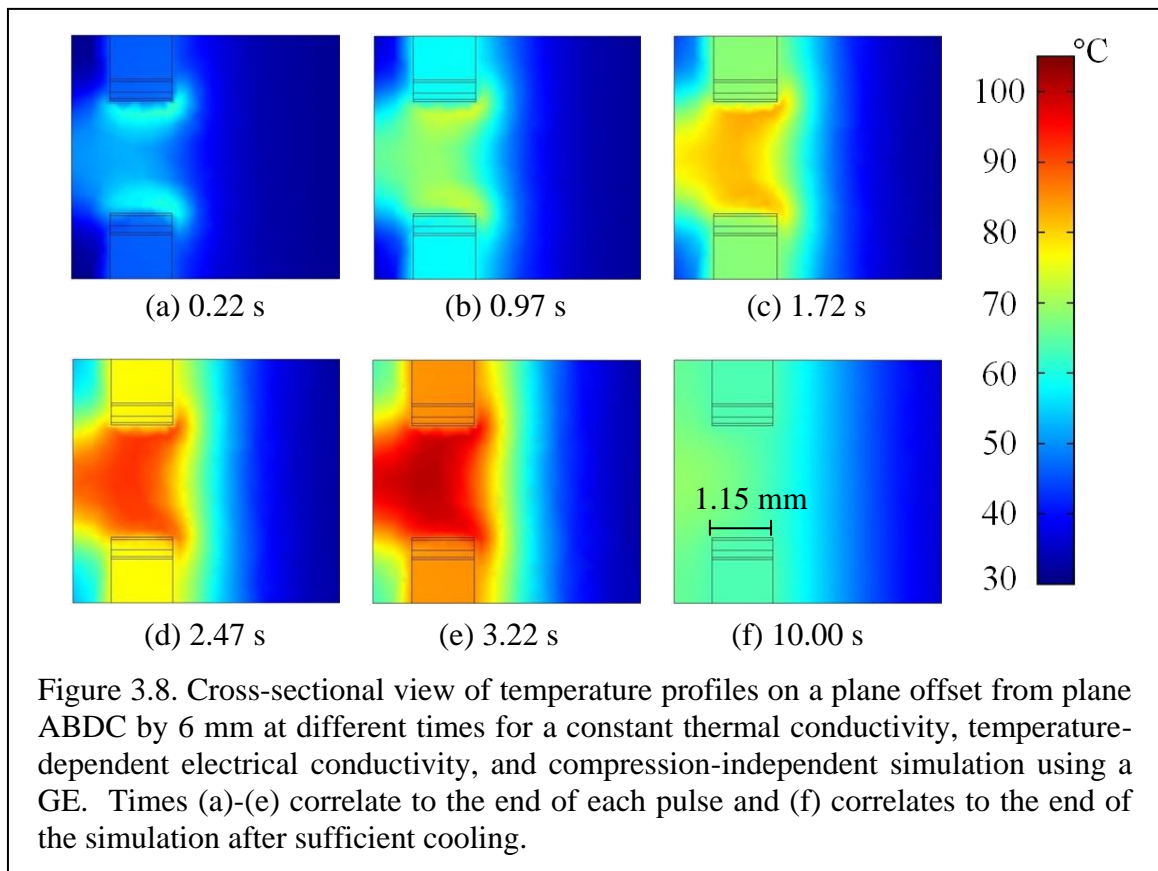 °C
100
90
80
70
60
50
40
30
(a) 0.22 s
(b) 0.97 s
(c) 1.72 s
1.15 mm
(d) 2.47 s
(e) 3.22 s
(f) 10.00 s
Figure 3.8. Cross-sectional view of temperature profiles on a plane offset from plane
ABDC by 6 mm at different times for a constant thermal conductivity, temperature-
dependent electrical conductivity, and compression-independent simulation using a
GE. Times (a)-(e) correlate to the end of each pulse and (f) correlates to the end of
the simulation after sufficient cooling.